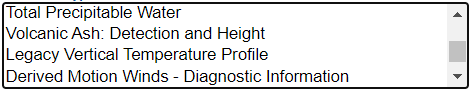 Total Precipitable Water
Volcanic Ash: Detection and Height
Legacy Vertical Temperature Profile
Derived Motion Winds - Diagnostic Information